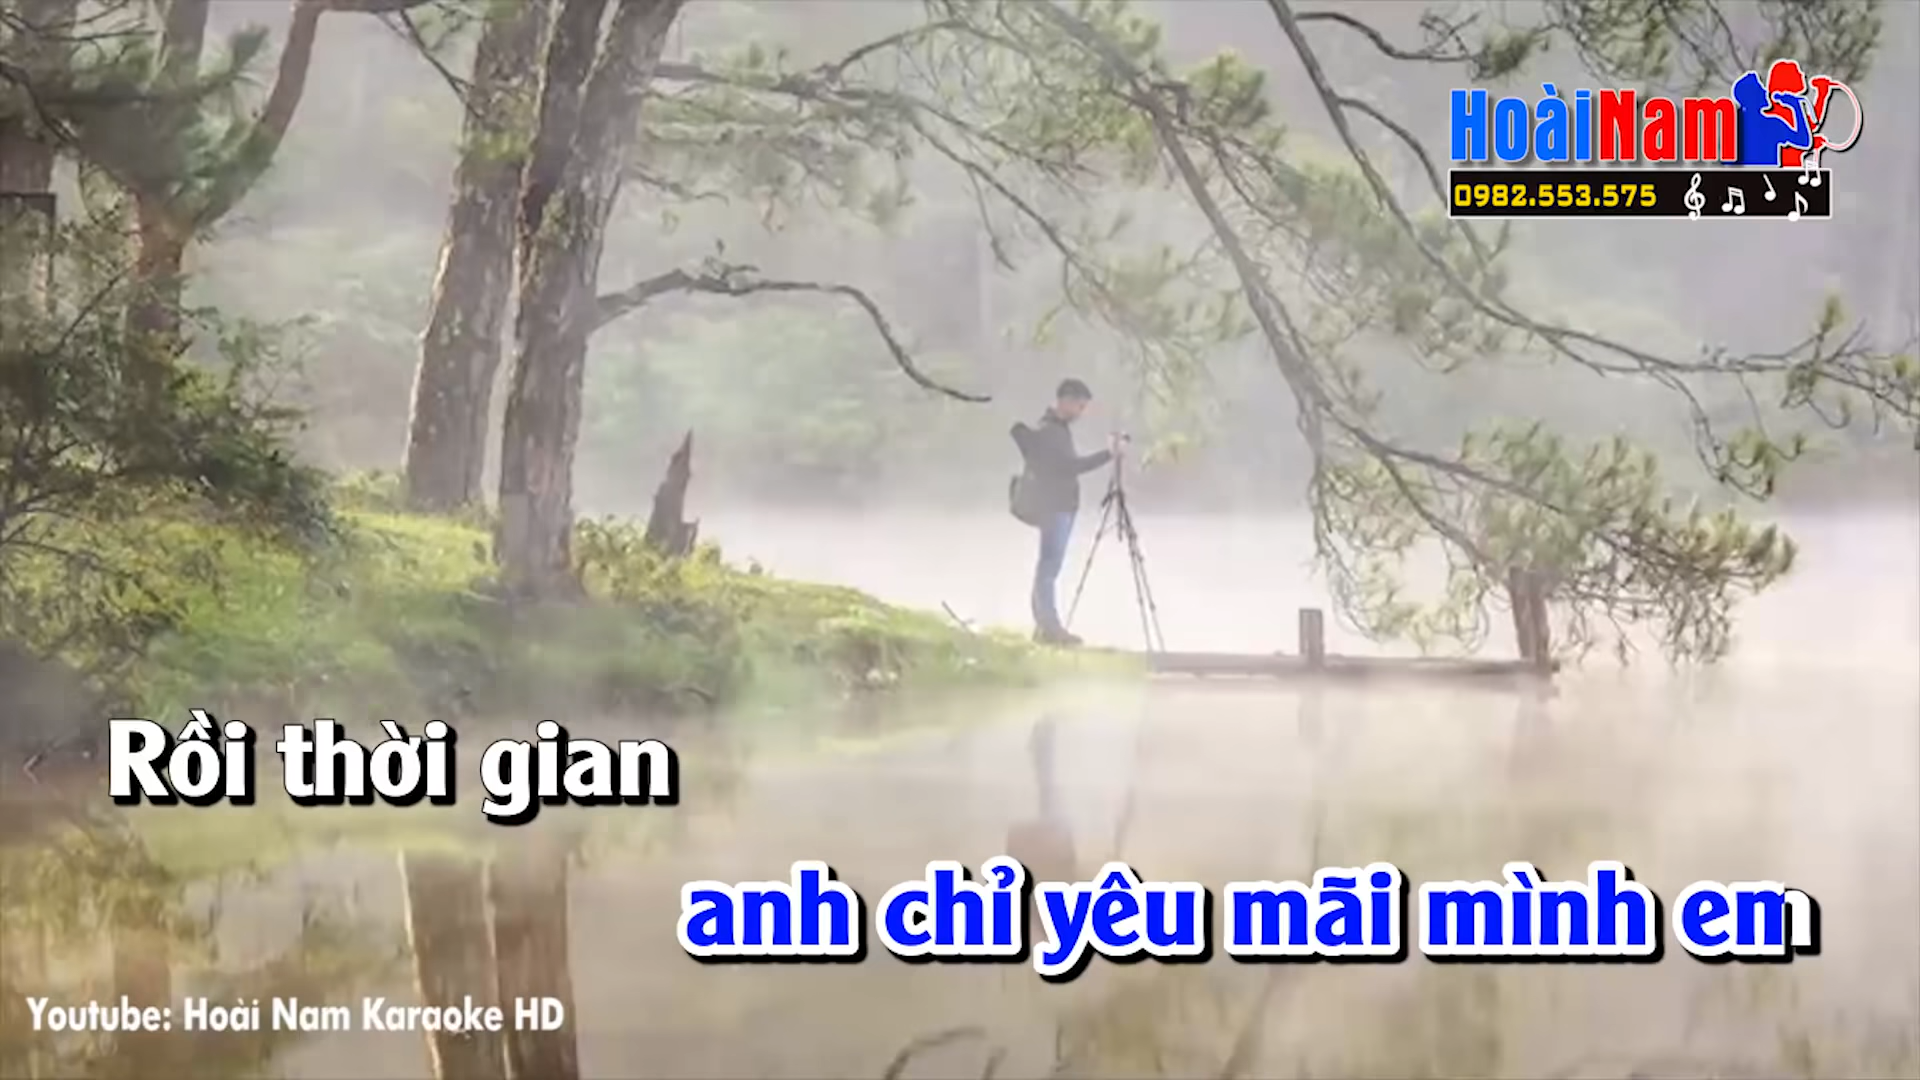 HoàiNam
0982.553.575
Rồi thời gian
anh chỉ yêu mãi mình em
Youtube: Hoài Nam Karaoke HD